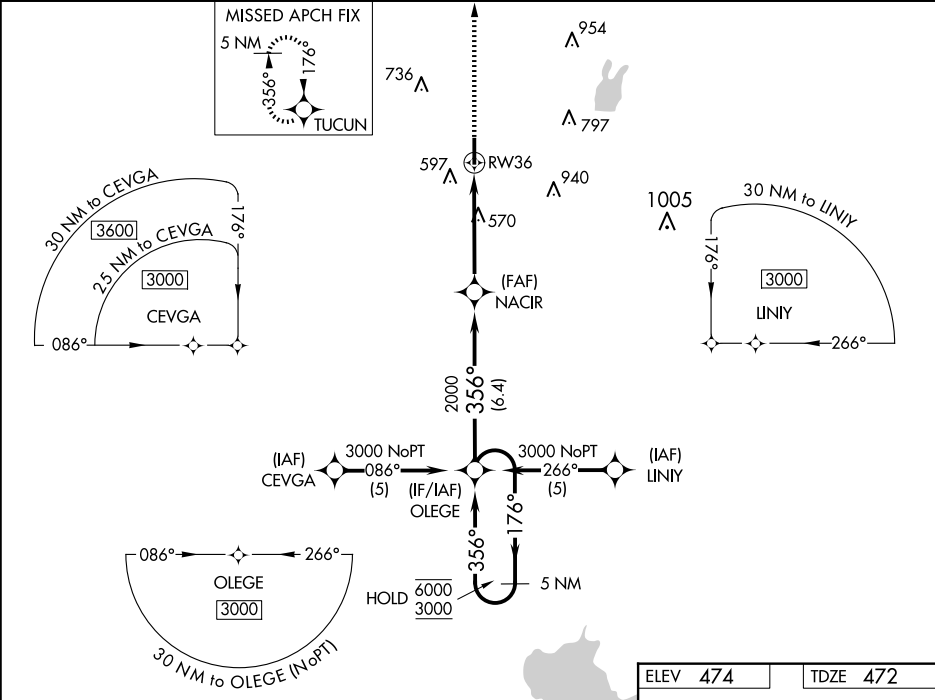 MISSED APCH FIX
5 NM
356°
176°
TUCUN
954
736
797
597
RW36
940
570
1005
30 NM to CEVGA
3600
25 NM to CEVGA
3000
176°
CEVGA
086°
30 NM to LINIY
176°
3000
LINIY
266°
(FAF)
NACIR
2000
356°
(6.4)
(IAF)
CEVGA
3000 NoPT
086°
(5)
(IF/IAF)
OLEGE
3000 NoPT
266°
(5)
(IAF)
LINIY
356°
176°
HOLD
6000
3000
5 NM
086°
266°
OLEGE
3000
30 NM to OLEGE (NoPT)
ELEV 474
TDZE 472